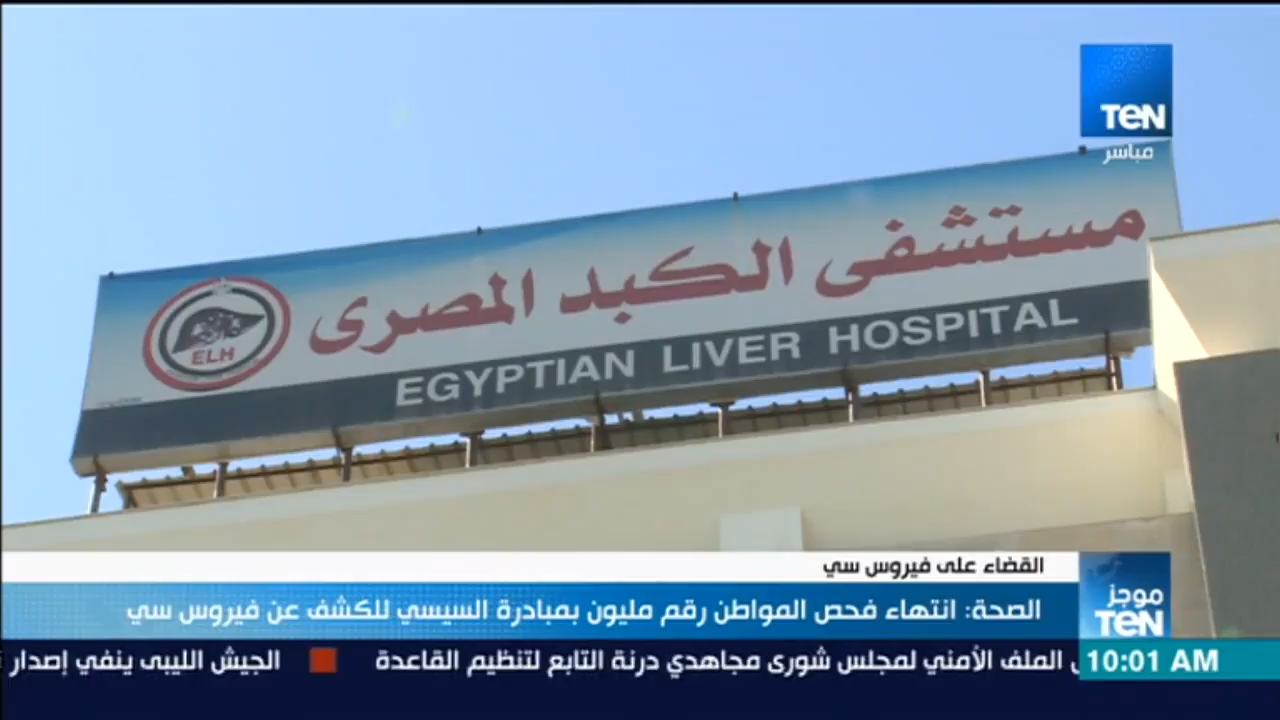 TEN
مباشر
مستشفى الكبد المصرى
ELH
EGYPTIAN LIVER HOSPITAL
القضاء على فيروس سي
موجز
TEN
الصحة: انتهاء فحص المواطن رقم مليون بمبادرة السيسي للكشف عن فيروس سي
الملف الأمني لمجلس شورى مجاهدي درنة التابع لتنظيم القاعدة
الجيش الليبى ينفي إصدار
10:01 AM